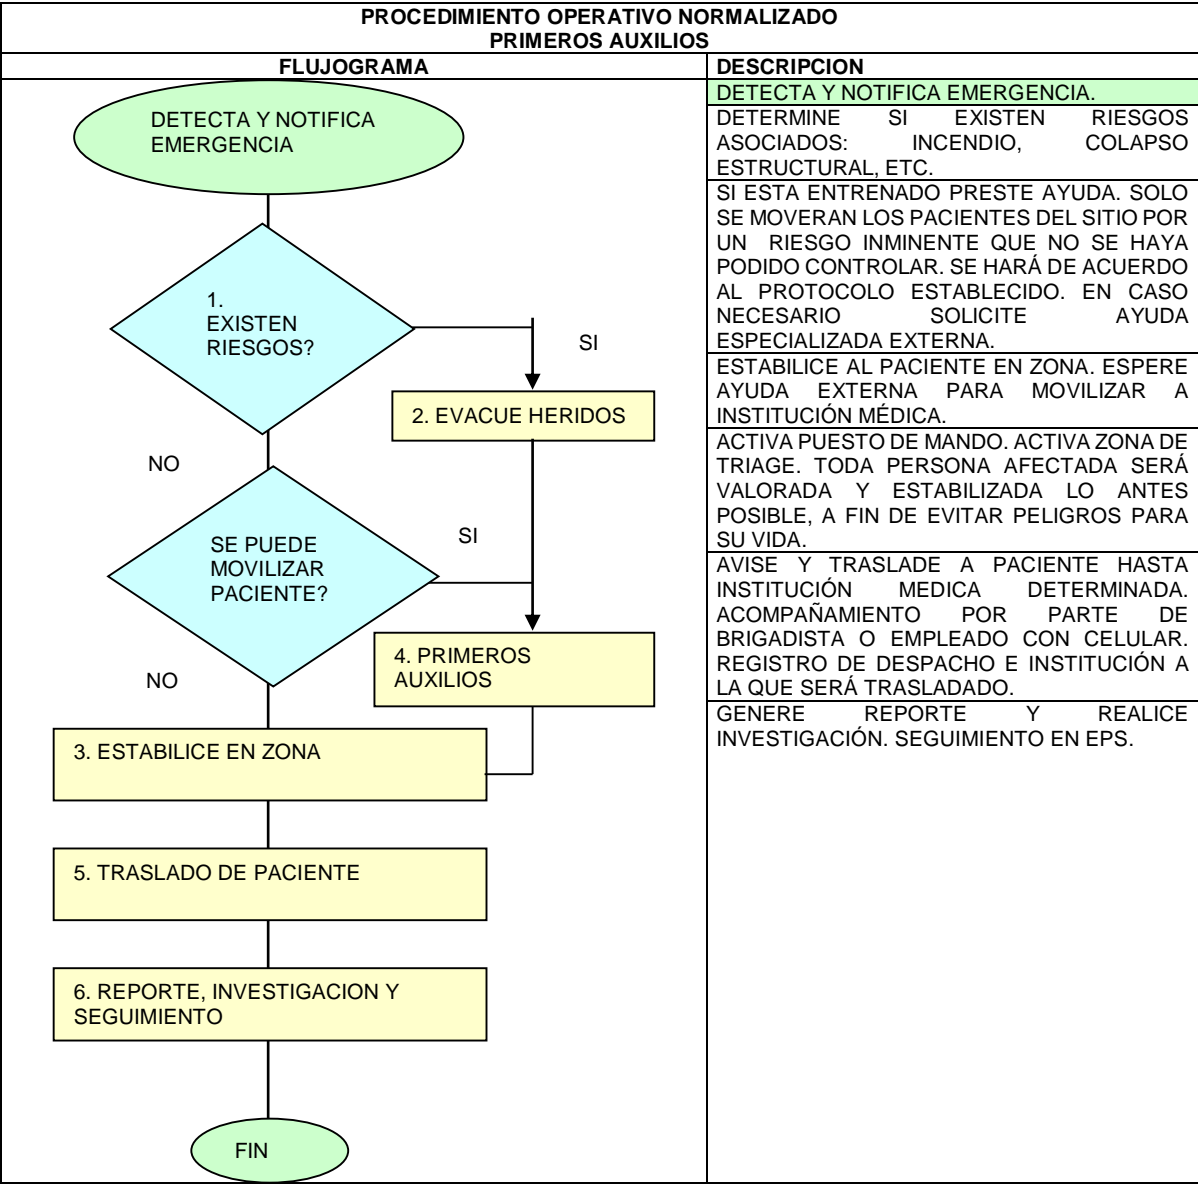 PROCEDIMIENTO OPERATIVO NORMALIZADO
PRIMEROS AUXILIOS
FLUJOGRAMA
DETECTA Y NOTIFICA
EMERGENCIA
1.
EXISTEN
RIESGOS?
SI
2. EVACUE HERIDOS
NO
SE PUEDE
MOVILIZAR
PACIENTE?
SI
4. PRIMEROS
AUXILIOS
NO
3. ESTABILICE EN ZONA
5. TRASLADO DE PACIENTE
6. REPORTE, INVESTIGACION Y
SEGUIMIENTO
FIN
DESCRIPCION
DETECTA Y NOTIFICA EMERGENCIA.
DETERMINE SI EXISTEN RIESGOS
ASOCIADOS: INCENDIO, COLAPSO
ESTRUCTURAL, ETC.
SI ESTA ENTRENADO PRESTE AYUDA. SOLO
SE MOVERAN LOS PACIENTES DEL SITIO POR
UN RIESGO INMINENTE QUE NO SE HAYA
PODIDO CONTROLAR. SE HARÁ DE ACUERDO
AL PROTOCOLO ESTABLECIDO. EN CASO
NECESARIO SOLICITE AYUDA
ESPECIALIZADA EXTERNA.
ESTABILICE AL PACIENTE EN ZONA. ESPERE
AYUDA EXTERNA PARA MOVILIZAR A
INSTITUCIÓN MÉDICA.
ACTIVA PUESTO DE MANDO. ACTIVA ZONA DE
TRIAGE. TODA PERSONA AFECTADA SERÁ
VALORADA Y ESTABILIZADA LO ANTES
POSIBLE, A FIN DE EVITAR PELIGROS PARA
SU VIDA.
AVISE Y TRASLADE A PACIENTE HASTA
INSTITUCIÓN MEDICA DETERMINADA.
ACOMPAÑAMIENTO POR PARTE DE
BRIGADISTA O EMPLEADO CON CELULAR.
REGISTRO DE DESPACHO E INSTITUCIÓN A
LA QUE SERÁ TRASLADADO.
GENERE REPORTE Y REALICE
INVESTIGACIÓN. SEGUIMIENTO EN EPS.